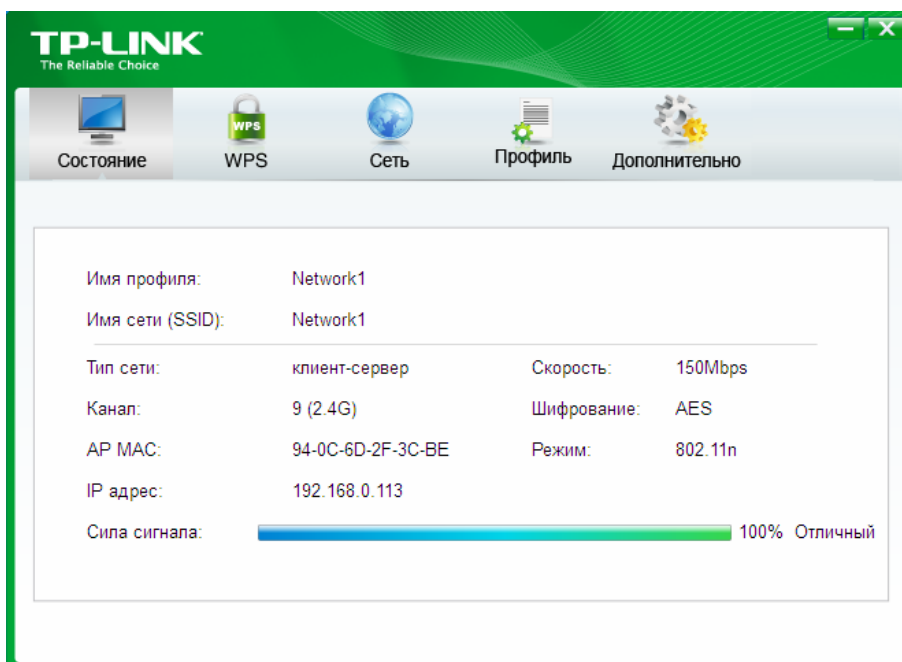 TP-LINK
The Reliable Choice
WPS
Состояние WPS Сеть Профиль Дополнительно
Имя профиля: Network1
Имя сети (SSID): Network1
Тип сети: клиент-сервер Скорость: 150Mbps
Канал: 9 (2.4G) Шифрование: AES
AP MAC: 94-0C-6D-2F-3C-BE Режим: 802.11n
IP адрес: 192.168.0.113
Сила сигнала: 100% Отличный